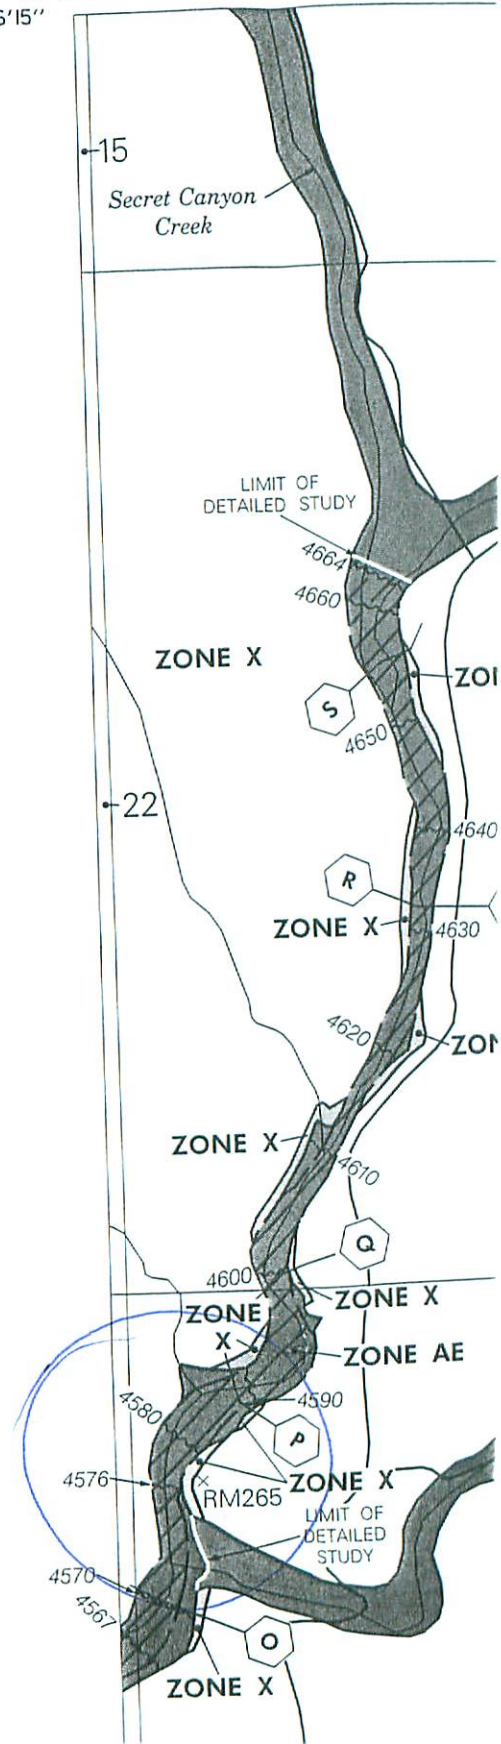 6'15"
15
Secret Canyon
Creek
LIMIT OF
DETAILED STUDY
4664
4660
ZONE X
S
4650
22
4640
R
ZONE X
4630
4620
ZONE X
4610
Q
4600
ZONE X
ZONE
X
ZONE AE
4590
4580
P
4576
ZONE X
RM265
LIMIT OF
DETAILED
STUDY
4570
4567
O
ZONE X